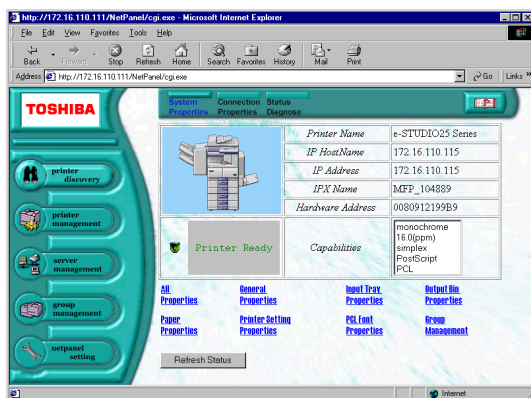 http://172.16.110.111/NetPanel/cgi.exe - Microsoft Internet Explorer
File Edit View Favorites Tools Help
Back Forward Stop Refresh Home Search Favorites History Mail Print
Address http://172.16.110.111/NetPanel/cgi.exe Go Links »
TOSHIBA
System Properties
Connection Properties
Status Diagnose
printer discovery
printer management
server management
group management
netpanel setting
Printer Name e-STUDIO25 Series
IP HostName 172.16.110.115
IP Address 172.16.110.115
IPX Name MFP_104889
Hardware Address 0080912199B9
Printer Ready
Capabilities
monochrome
16.0(ppm)
simplex
PostScript
PCL
All Properties
General Properties
Input Tray Properties
Output Bin Properties
Paper Properties
Printer Setting Properties
PCL Font Properties
Group Management
Refresh Status
Internet